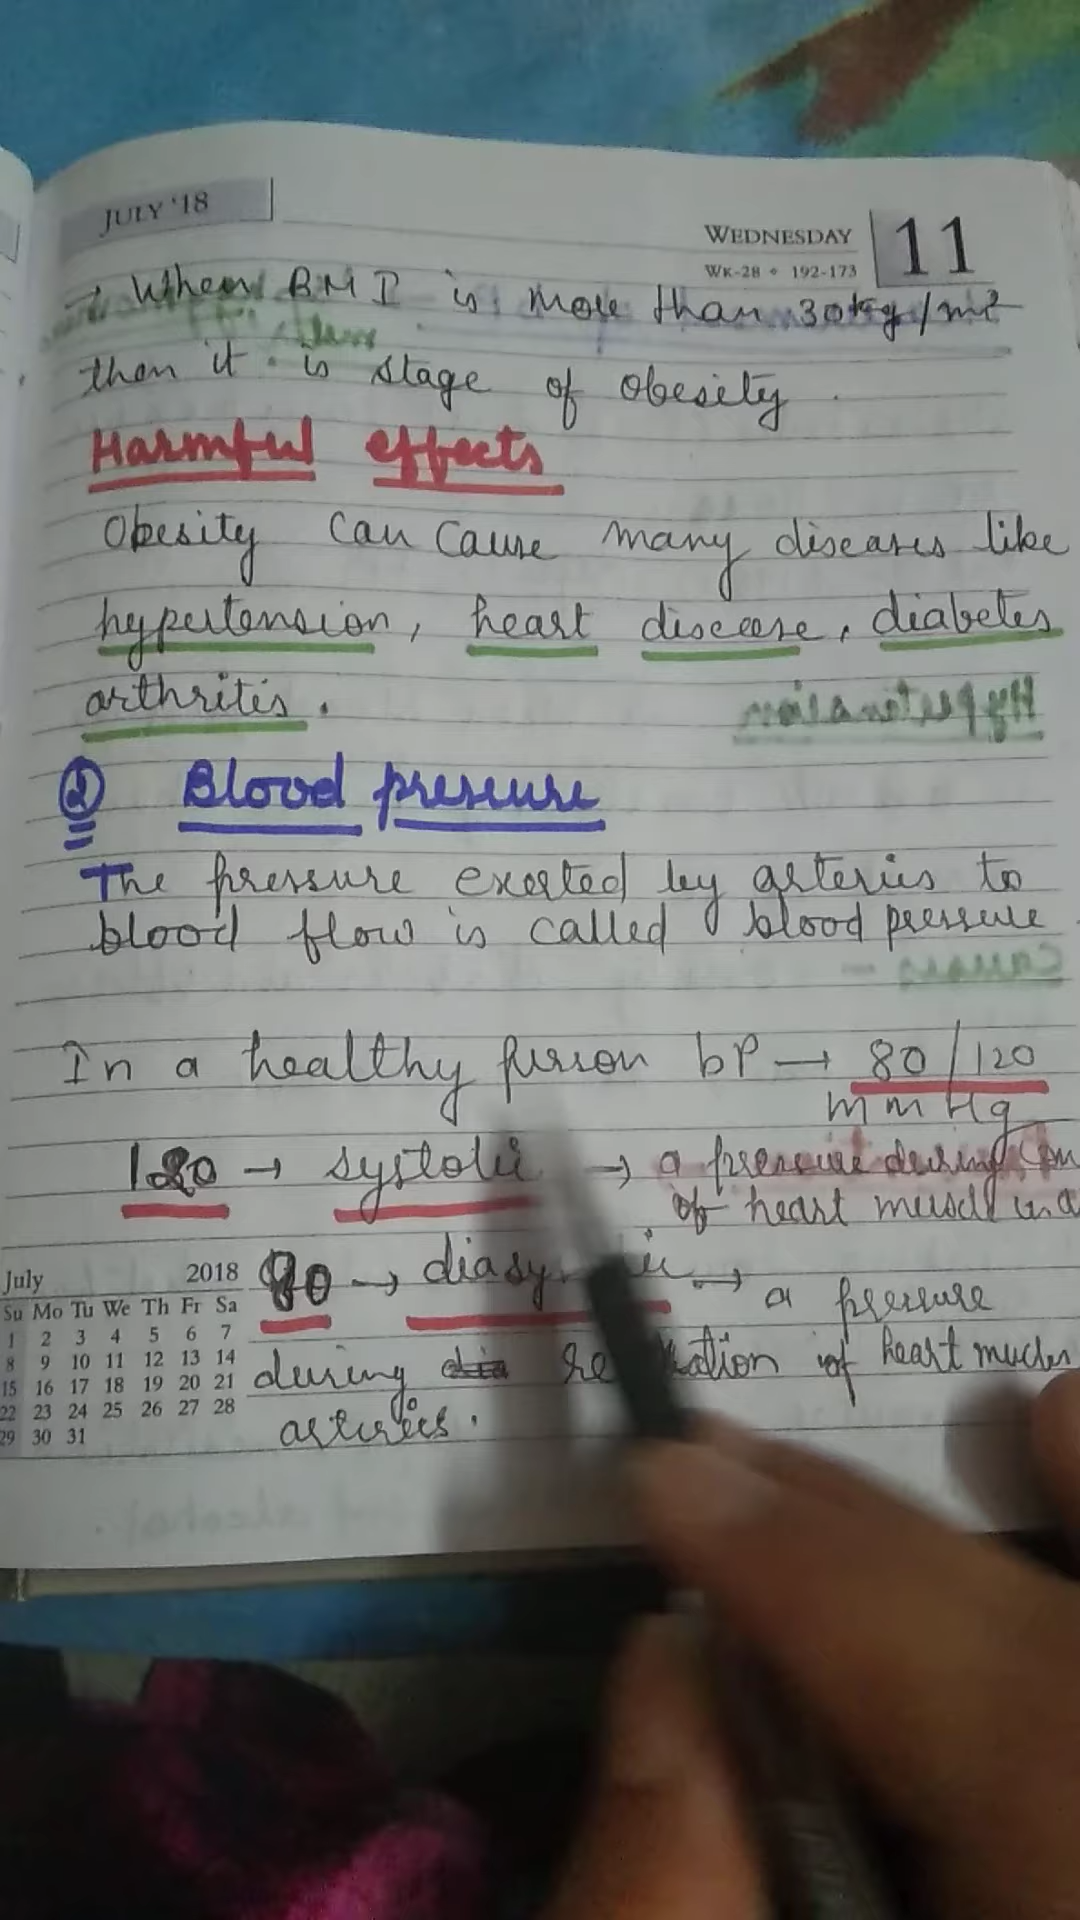 JULY '18
WEDNESDAY 11
WK-28 • 192-173
→ When BMI is more than 30kg/m²
then it is stage of obesity.
Harmful effects
Obesity can cause many diseases like
hypertension, heart disease, diabetes
arthritis.
② Blood pressure
The pressure exerted by arteries to
blood flow is called blood pressure
In a healthy person bP → 80/120
mmHg
120 → systolic → a pressure during
of heart muscle in a
80 → → a pressure
during of heart muscles
arteries.
July 2018
Su Mo Tu We Th Fr Sa
1 2 3 4 5 6 7
8 9 10 11 12 13 14
15 16 17 18 19 20 21
22 23 24 25 26 27 28
29 30 31